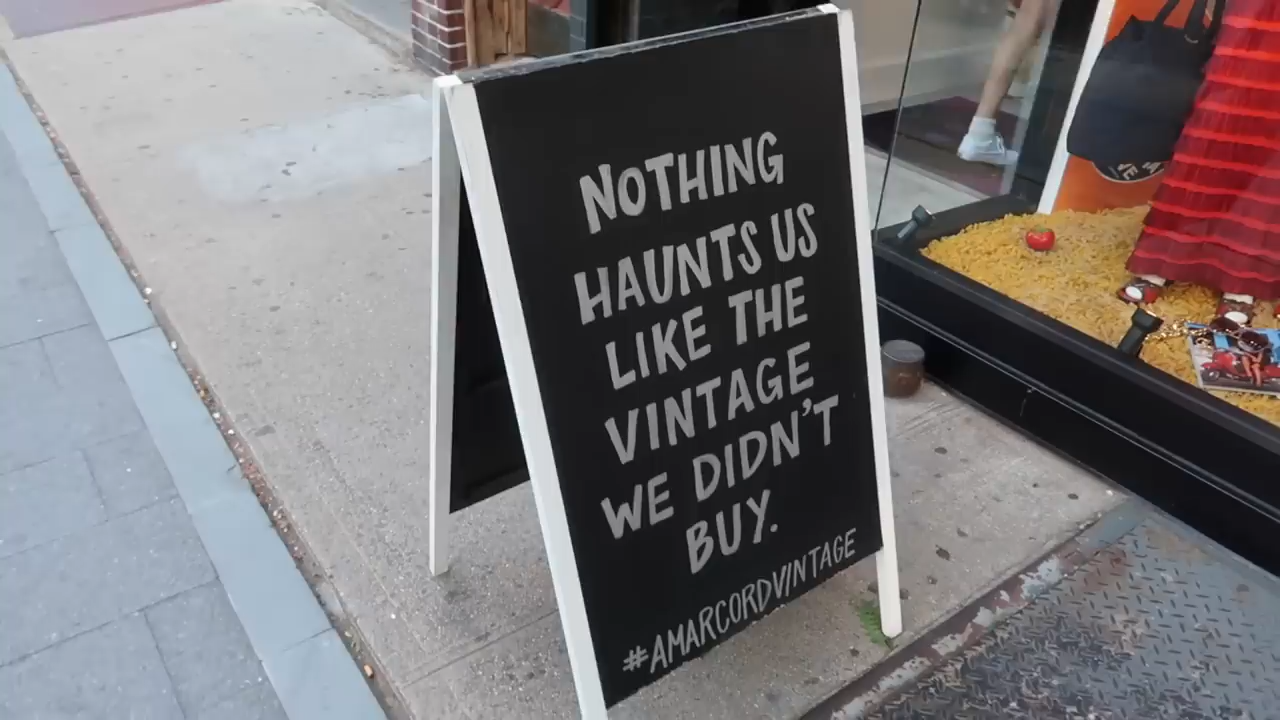 NOTHING
HAUNTS US
LIKE THE
VINTAGE
WE DIDN'T
BUY.
#AMARCORDVINTAGE